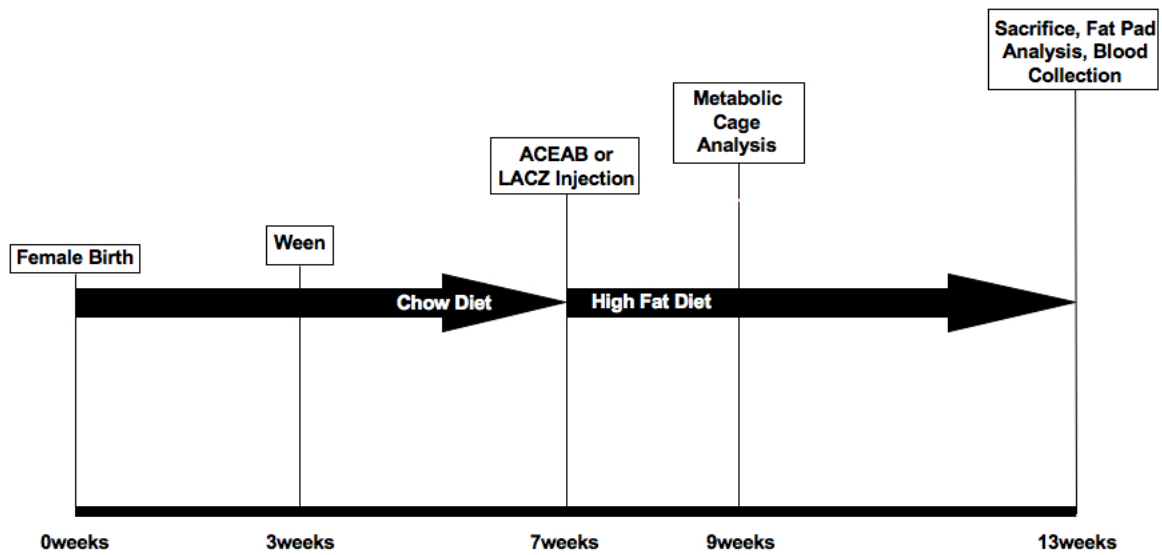 Sacrifice, Fat Pad
Analysis, Blood
Collection
Metabolic
Cage
Analysis
ACEAB or
LACZ Injection
Ween
Female Birth
Chow Diet
High Fat Diet
0weeks
3weeks
7weeks
9weeks
13weeks